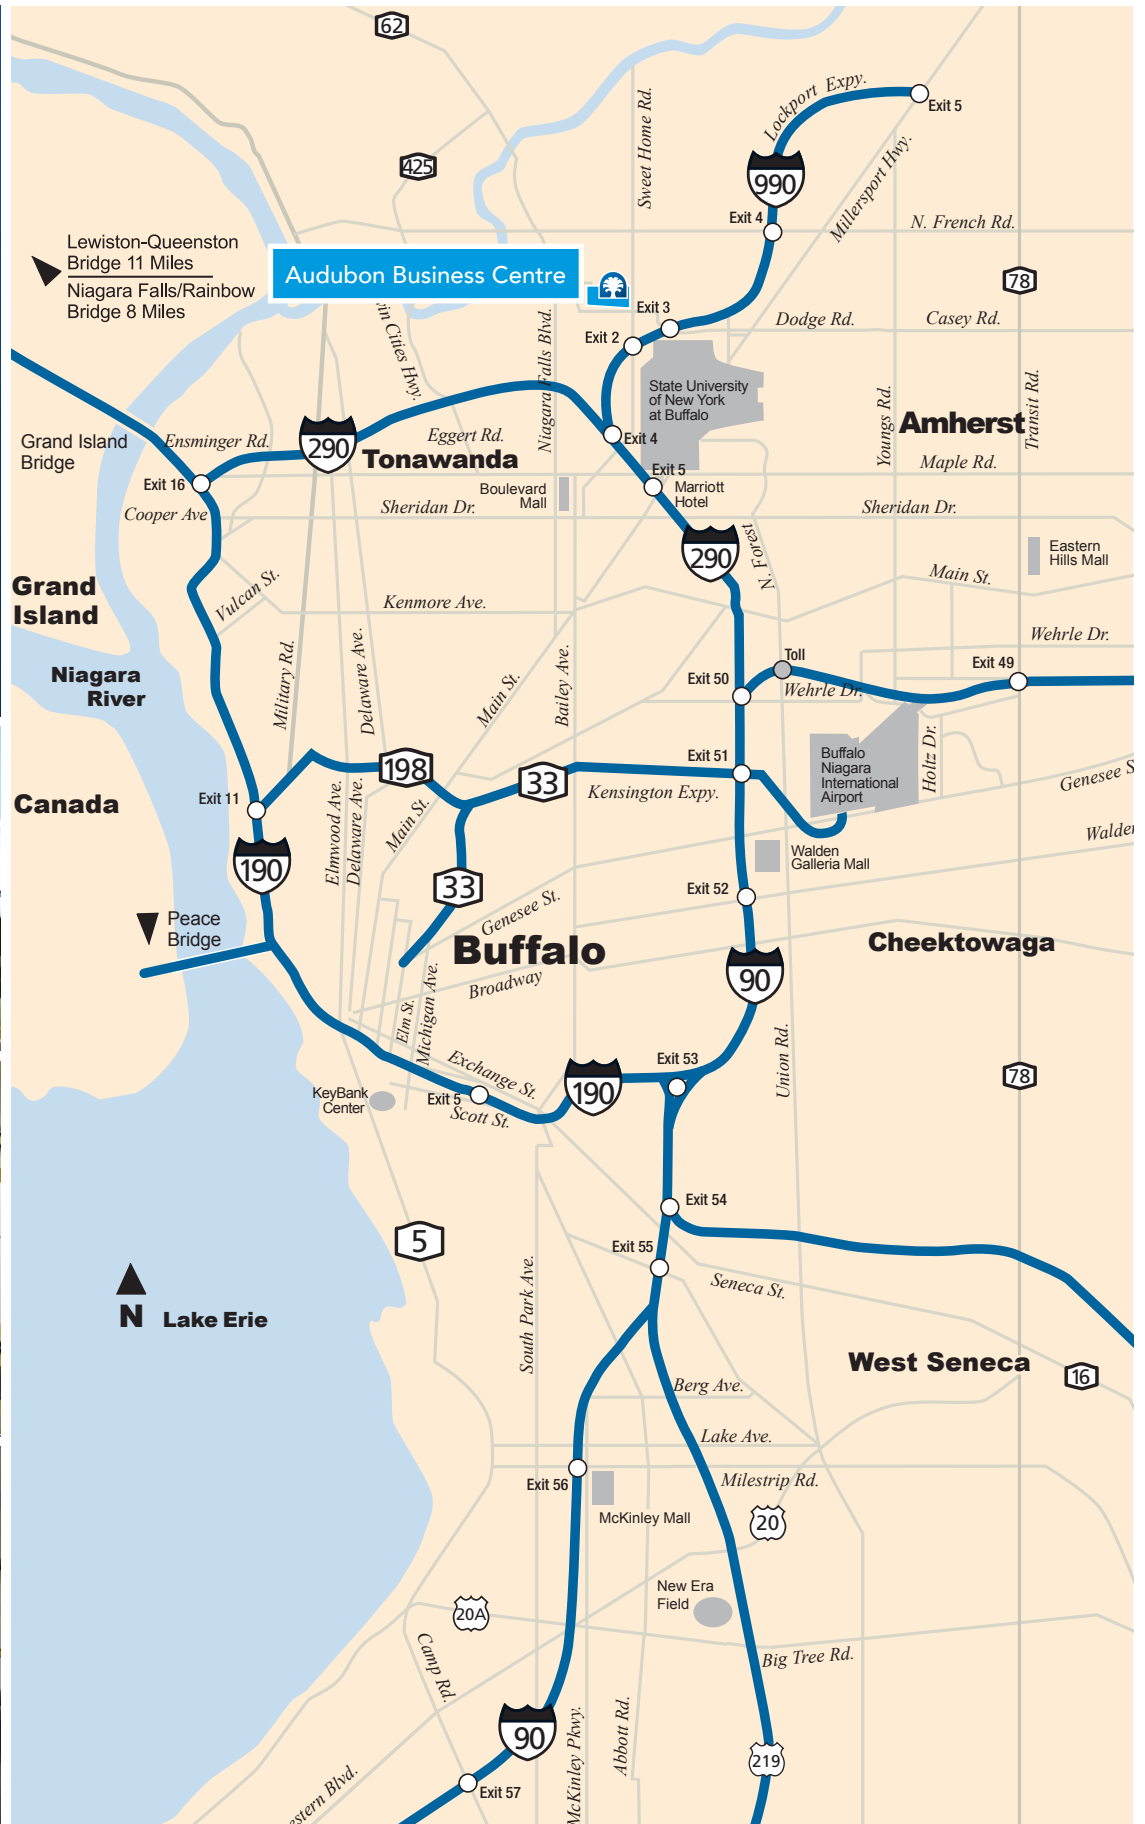 62
Lockport Expy.
Exit 5
Sweet Home Rd.
425
990
Millersport Hwy.
Exit 4
N. French Rd.
Lewiston-Queenston
Bridge 11 Miles
Niagara Falls/Rainbow
Bridge 8 Miles
Audubon Business Centre
78
Exit 3
Exit 2
Dodge Rd.
Casey Rd.
Cities Hwy.
Niagara Falls Blvd.
State University
of New York
at Buffalo
Youngs Rd.
Amherst
Transit Rd.
Grand Island
Bridge
Ensminger Rd.
290
Eggert Rd.
Tonawanda
Exit 4
Maple Rd.
Exit 16
Exit 5
Boulevard
Mall
Marriott
Hotel
Cooper Ave
Sheridan Dr.
Sheridan Dr.
290
N. Forest
Eastern
Hills Mall
Grand
Island
Vulcan St.
Kenmore Ave.
Main St.
Wehrle Dr.
Niagara
River
Military Rd.
Delaware Ave.
Main St.
Bailey Ave.
Toll
Exit 50
Wehrle Dr.
Exit 49
Exit 51
198
33
Kensington Expy.
Buffalo
Niagara
International
Airport
Holtz Dr.
Genesee S
Canada
Exit 11
Elmwood Ave.
Delaware Ave.
Main St.
Walden
Galleria Mall
Walden
190
33
Exit 52
Genesee St.
Peace
Bridge
Buffalo
Cheektowaga
90
Broadway
Elm St.
Michigan Ave.
Union Rd.
Exchange St.
Exit 53
190
78
KeyBank
Center
Exit 5
Scott St.
Exit 54
5
Exit 55
South Park Ave.
Seneca St.
N
Lake Erie
West Seneca
16
Berg Ave.
Lake Ave.
Exit 56
Milestrip Rd.
McKinley Mall
20
New Era
Field
20A
Camp Rd.
Big Tree Rd.
90
McKinley Pkwy.
Abbott Rd.
219
Exit 57
estern Blvd.